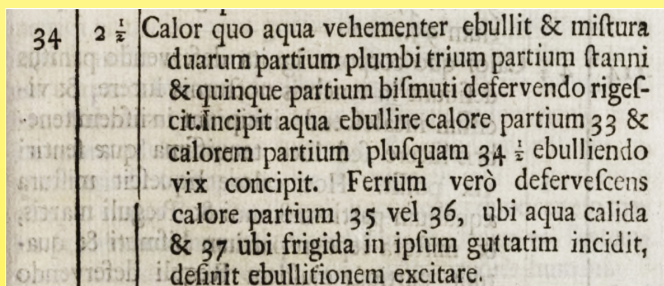 34 2 ½ Calor quo aqua vehementer ebullit & miſtura
duarum partium plumbi trium partium ſtanni
& quinque partium biſmuti defervendo rigeſ-
cit. Incipit aqua ebullire calore partium 33 &
calorem partium pluſquam 34 ½ ebulliendo
vix concipit. Ferrum verò deferveſcens
calore partium 35 vel 36, ubi aqua calida
& 37 ubi frigida in ipſum guttatim incidit,
deſinit ebullitionem excitare.